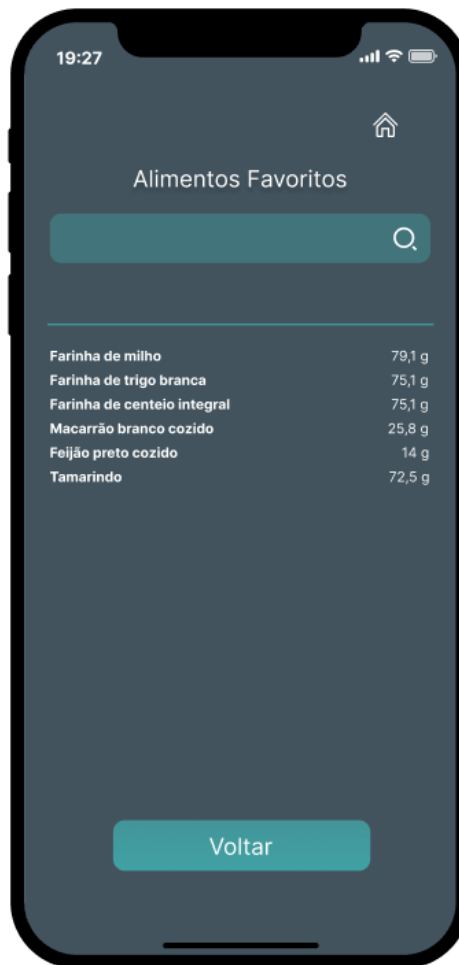 19:27
Alimentos Favoritos
Farinha de milho 79,1 g
Farinha de trigo branca 75,1 g
Farinha de centeio integral 75,1 g
Macarrão branco cozido 25,8 g
Feijão preto cozido 14 g
Tamarindo 72,5 g
Voltar